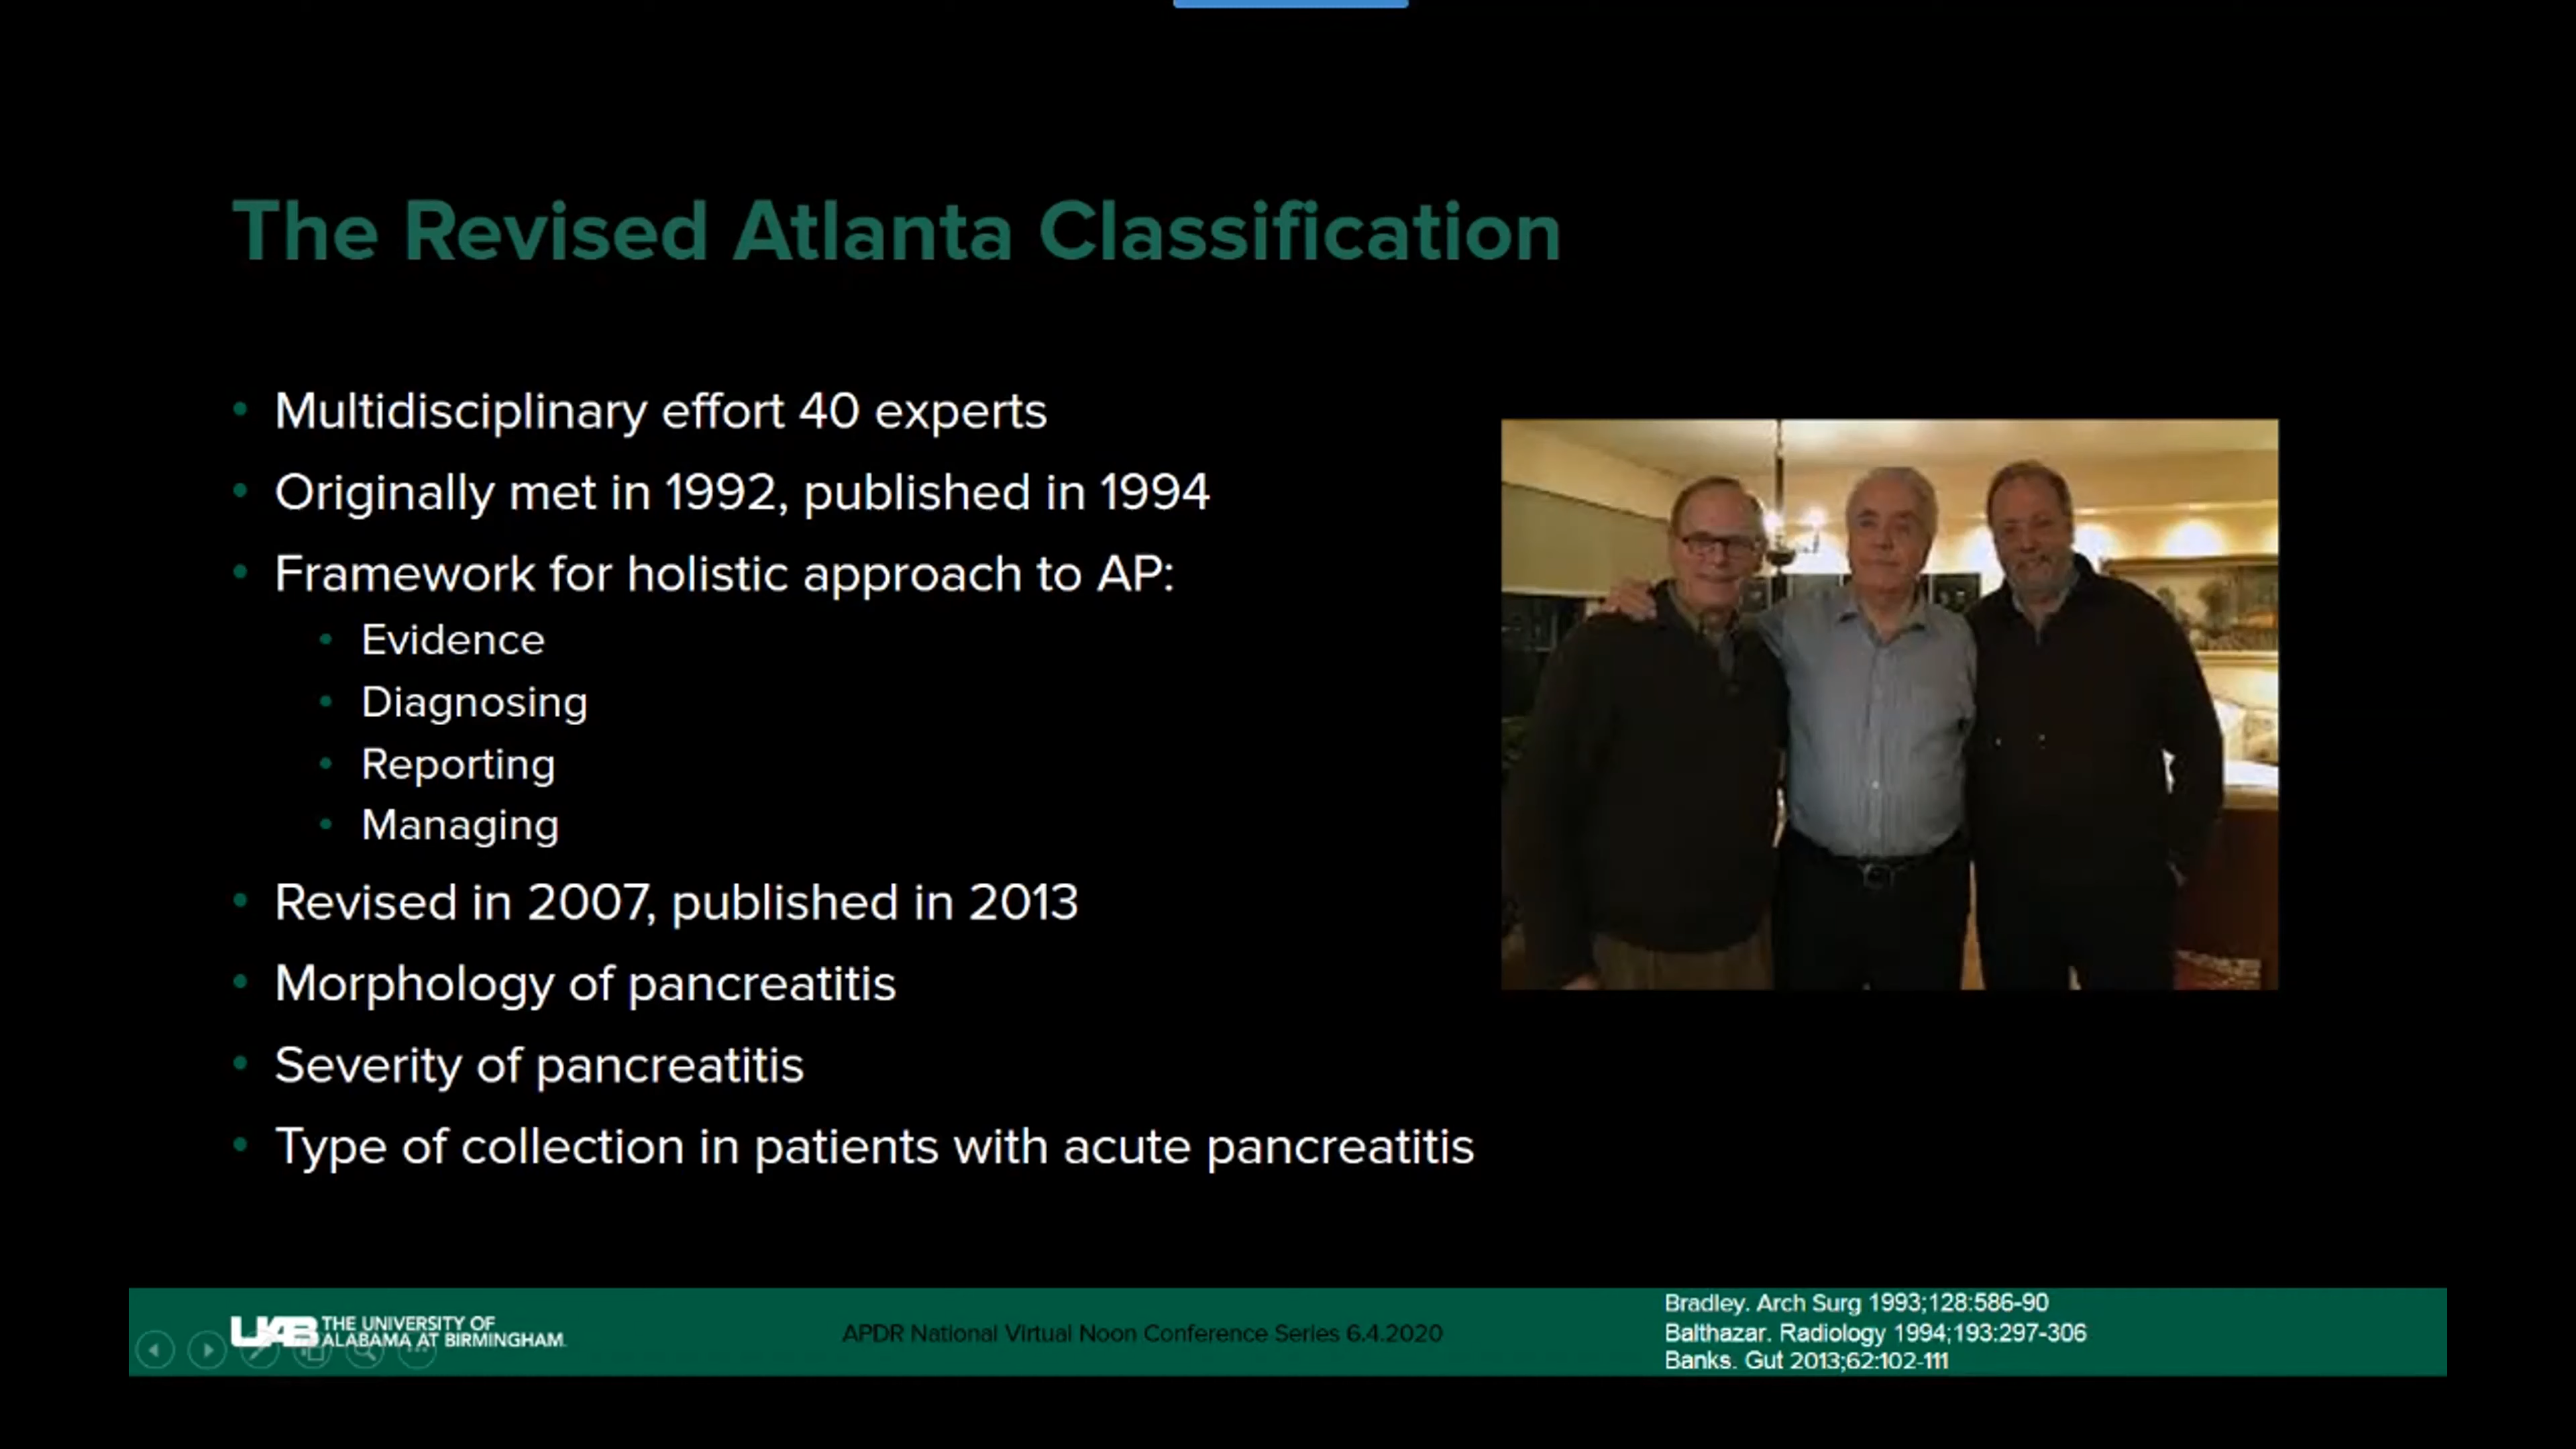 The Revised Atlanta Classification
• Multidisciplinary effort 40 experts
• Originally met in 1992, published in 1994
• Framework for holistic approach to AP:
• Evidence
• Diagnosing
• Reporting
• Managing
• Revised in 2007, published in 2013
• Morphology of pancreatitis
• Severity of pancreatitis
• Type of collection in patients with acute pancreatitis
UAB THE UNIVERSITY OF
ALABAMA AT BIRMINGHAM.
APDR National Virtual Noon Conference Series 6.4.2020
Bradley. Arch Surg 1993;128:586-90
Balthazar. Radiology 1994;193:297-306
Banks. Gut 2013;62:102-111